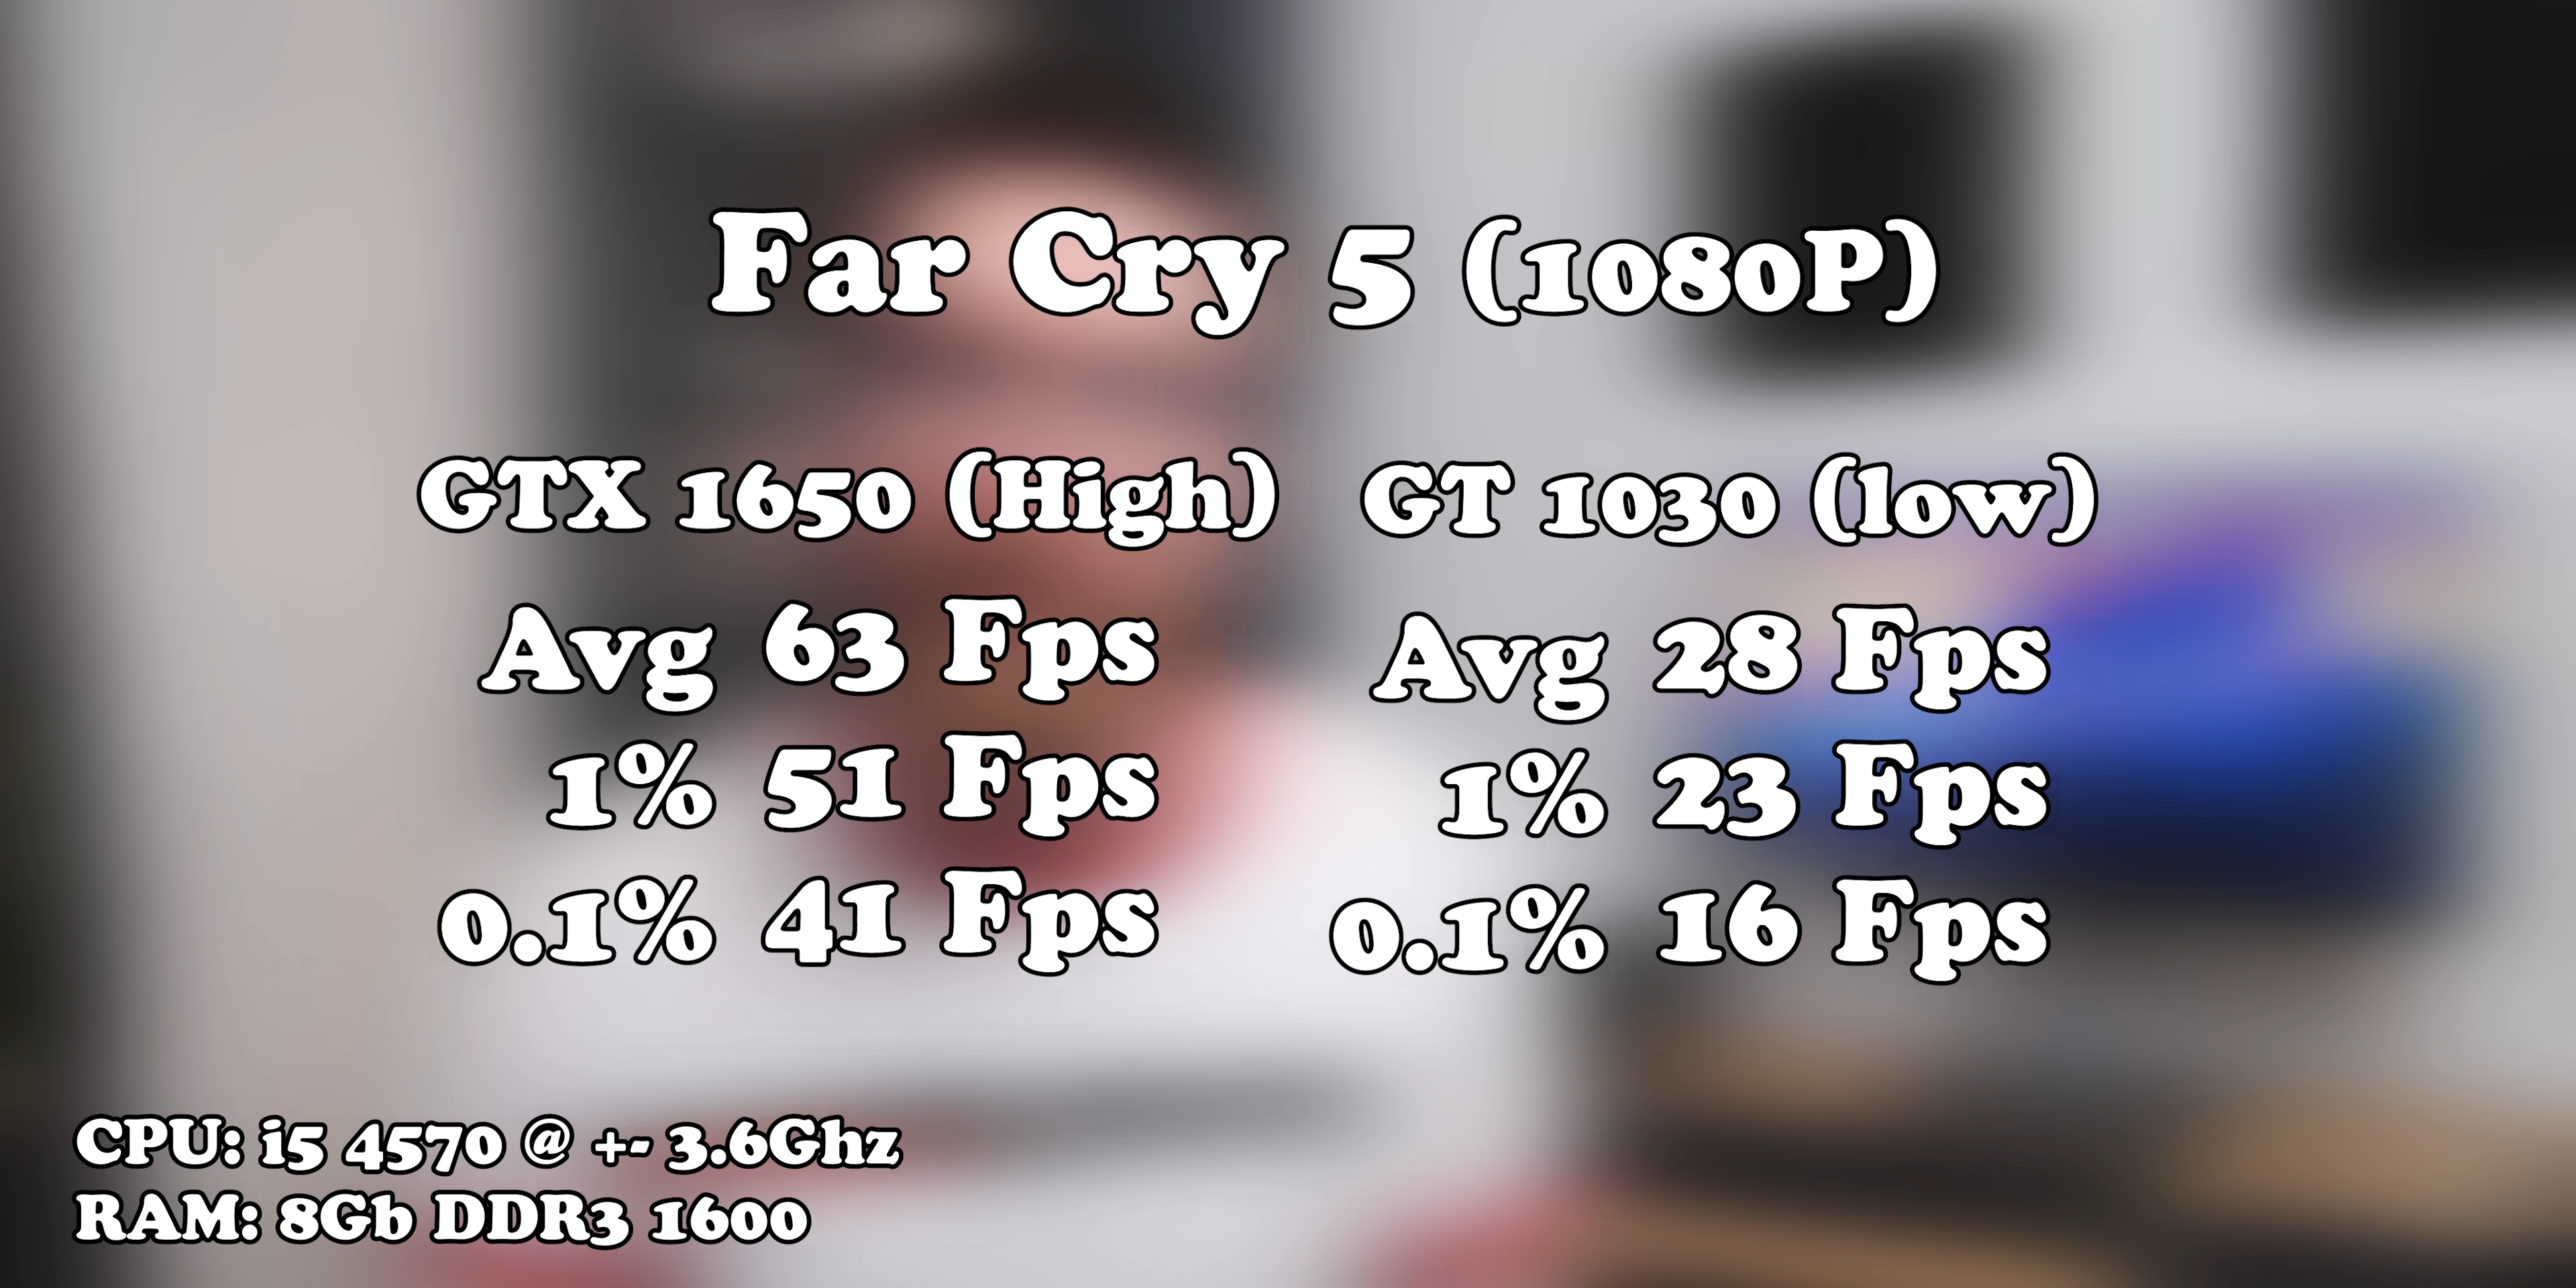 Far Cry 5 (1080P)
GTX 1650 (High)
Avg 63 Fps
1% 51 Fps
0.1% 41 Fps
GT 1030 (low)
Avg 28 Fps
1% 23 Fps
0.1% 16 Fps
CPU: i5 4570 @ +- 3.6Ghz
RAM: 8Gb DDR3 1600